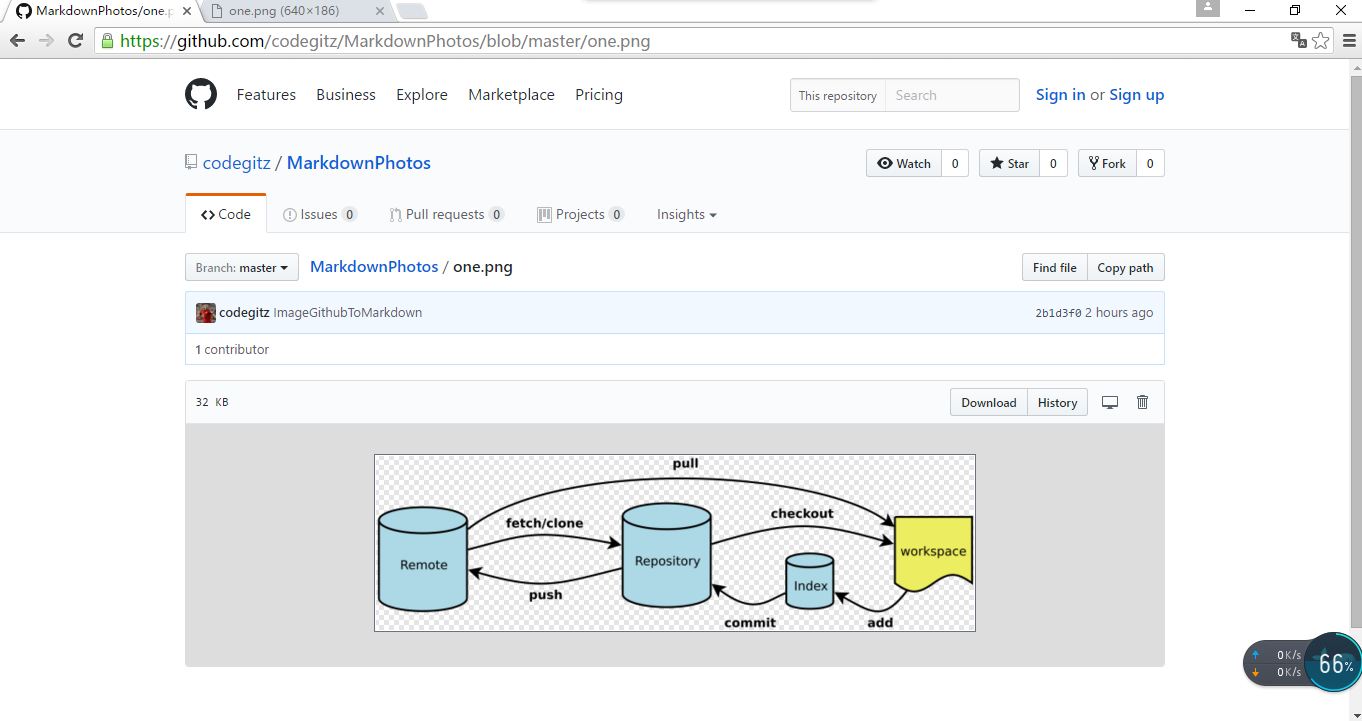 MarkdownPhotos/one.p
one.png (640×186)
https://github.com/codegitz/MarkdownPhotos/blob/master/one.png
Features Business Explore Marketplace Pricing This repository Search Sign in or Sign up
codegitz / MarkdownPhotos Watch 0 Star 0 Fork 0
Code Issues 0 Pull requests 0 Projects 0 Insights
Branch: master MarkdownPhotos / one.png Find file Copy path
codegitz ImageGithubToMarkdown 2b1d3f0 2 hours ago
1 contributor
32 KB Download History
pull
fetch/clone checkout
Remote Repository workspace
Index
push
commit add
0K/s
0K/s
66%